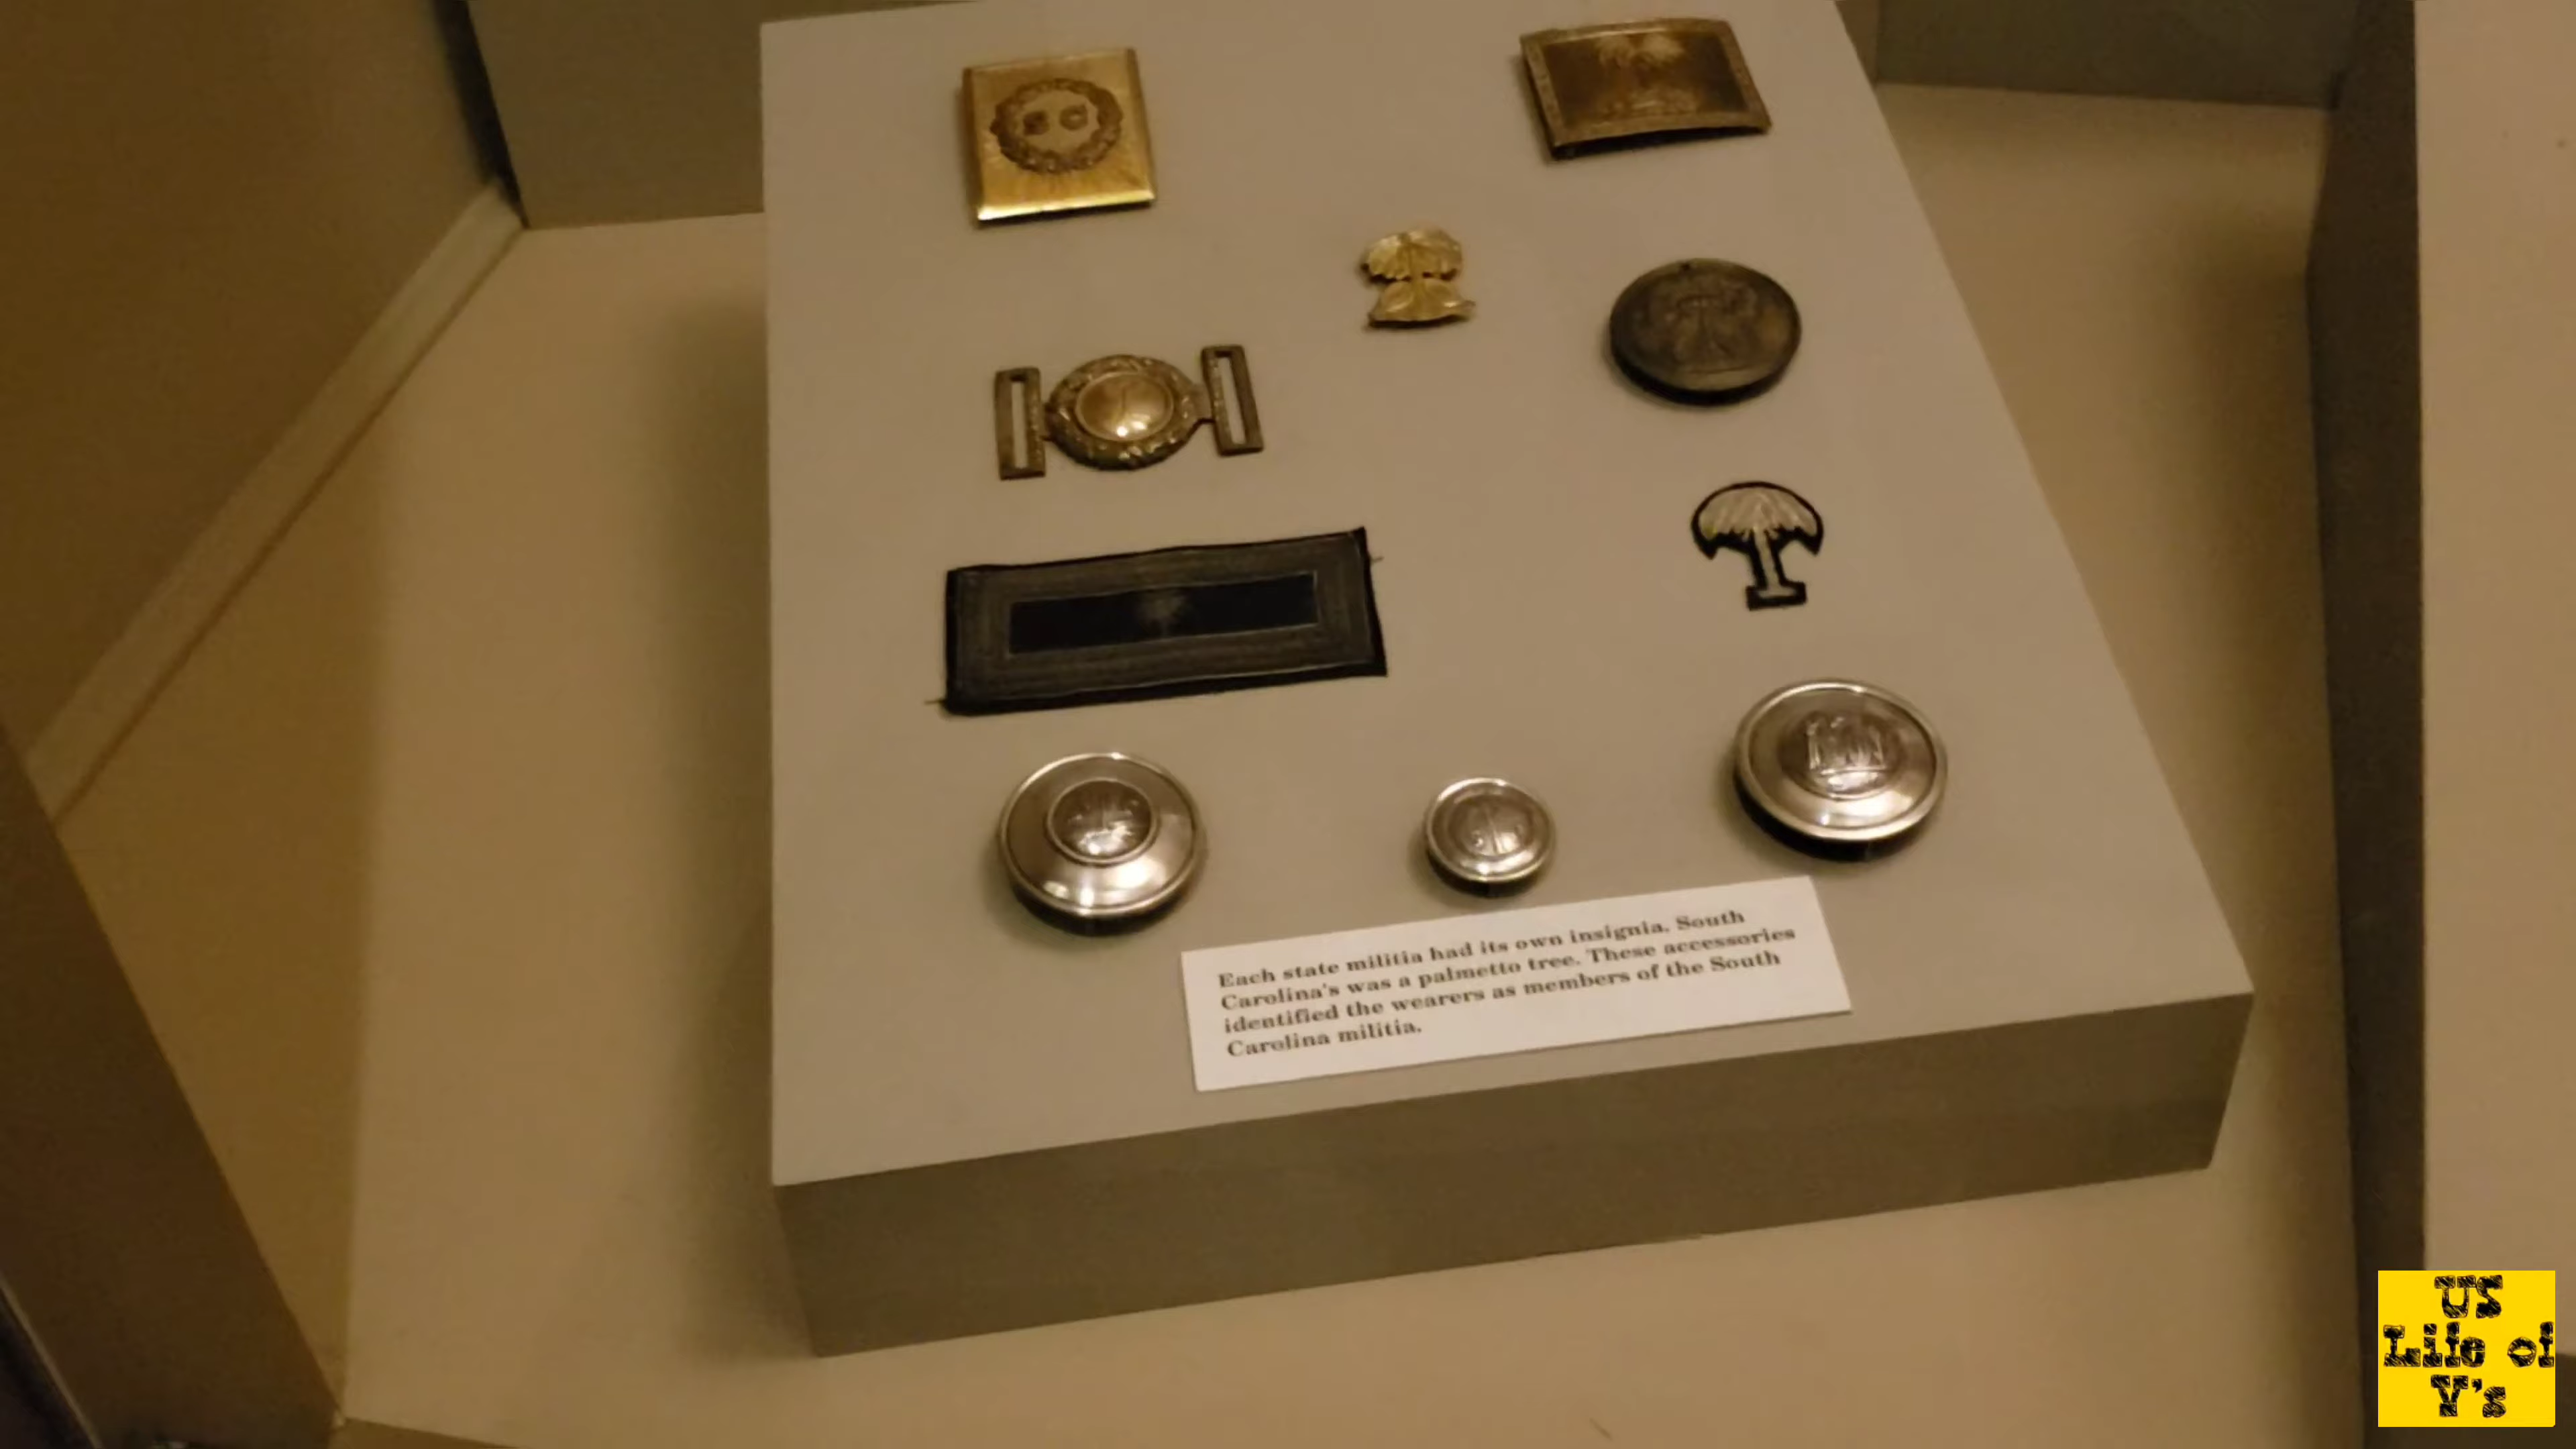 Each state militia had its own insignia. South
Carolina's was a palmetto tree. These accessories
identified the wearers as members of the South
Carolina militia.
US
Life of
V's